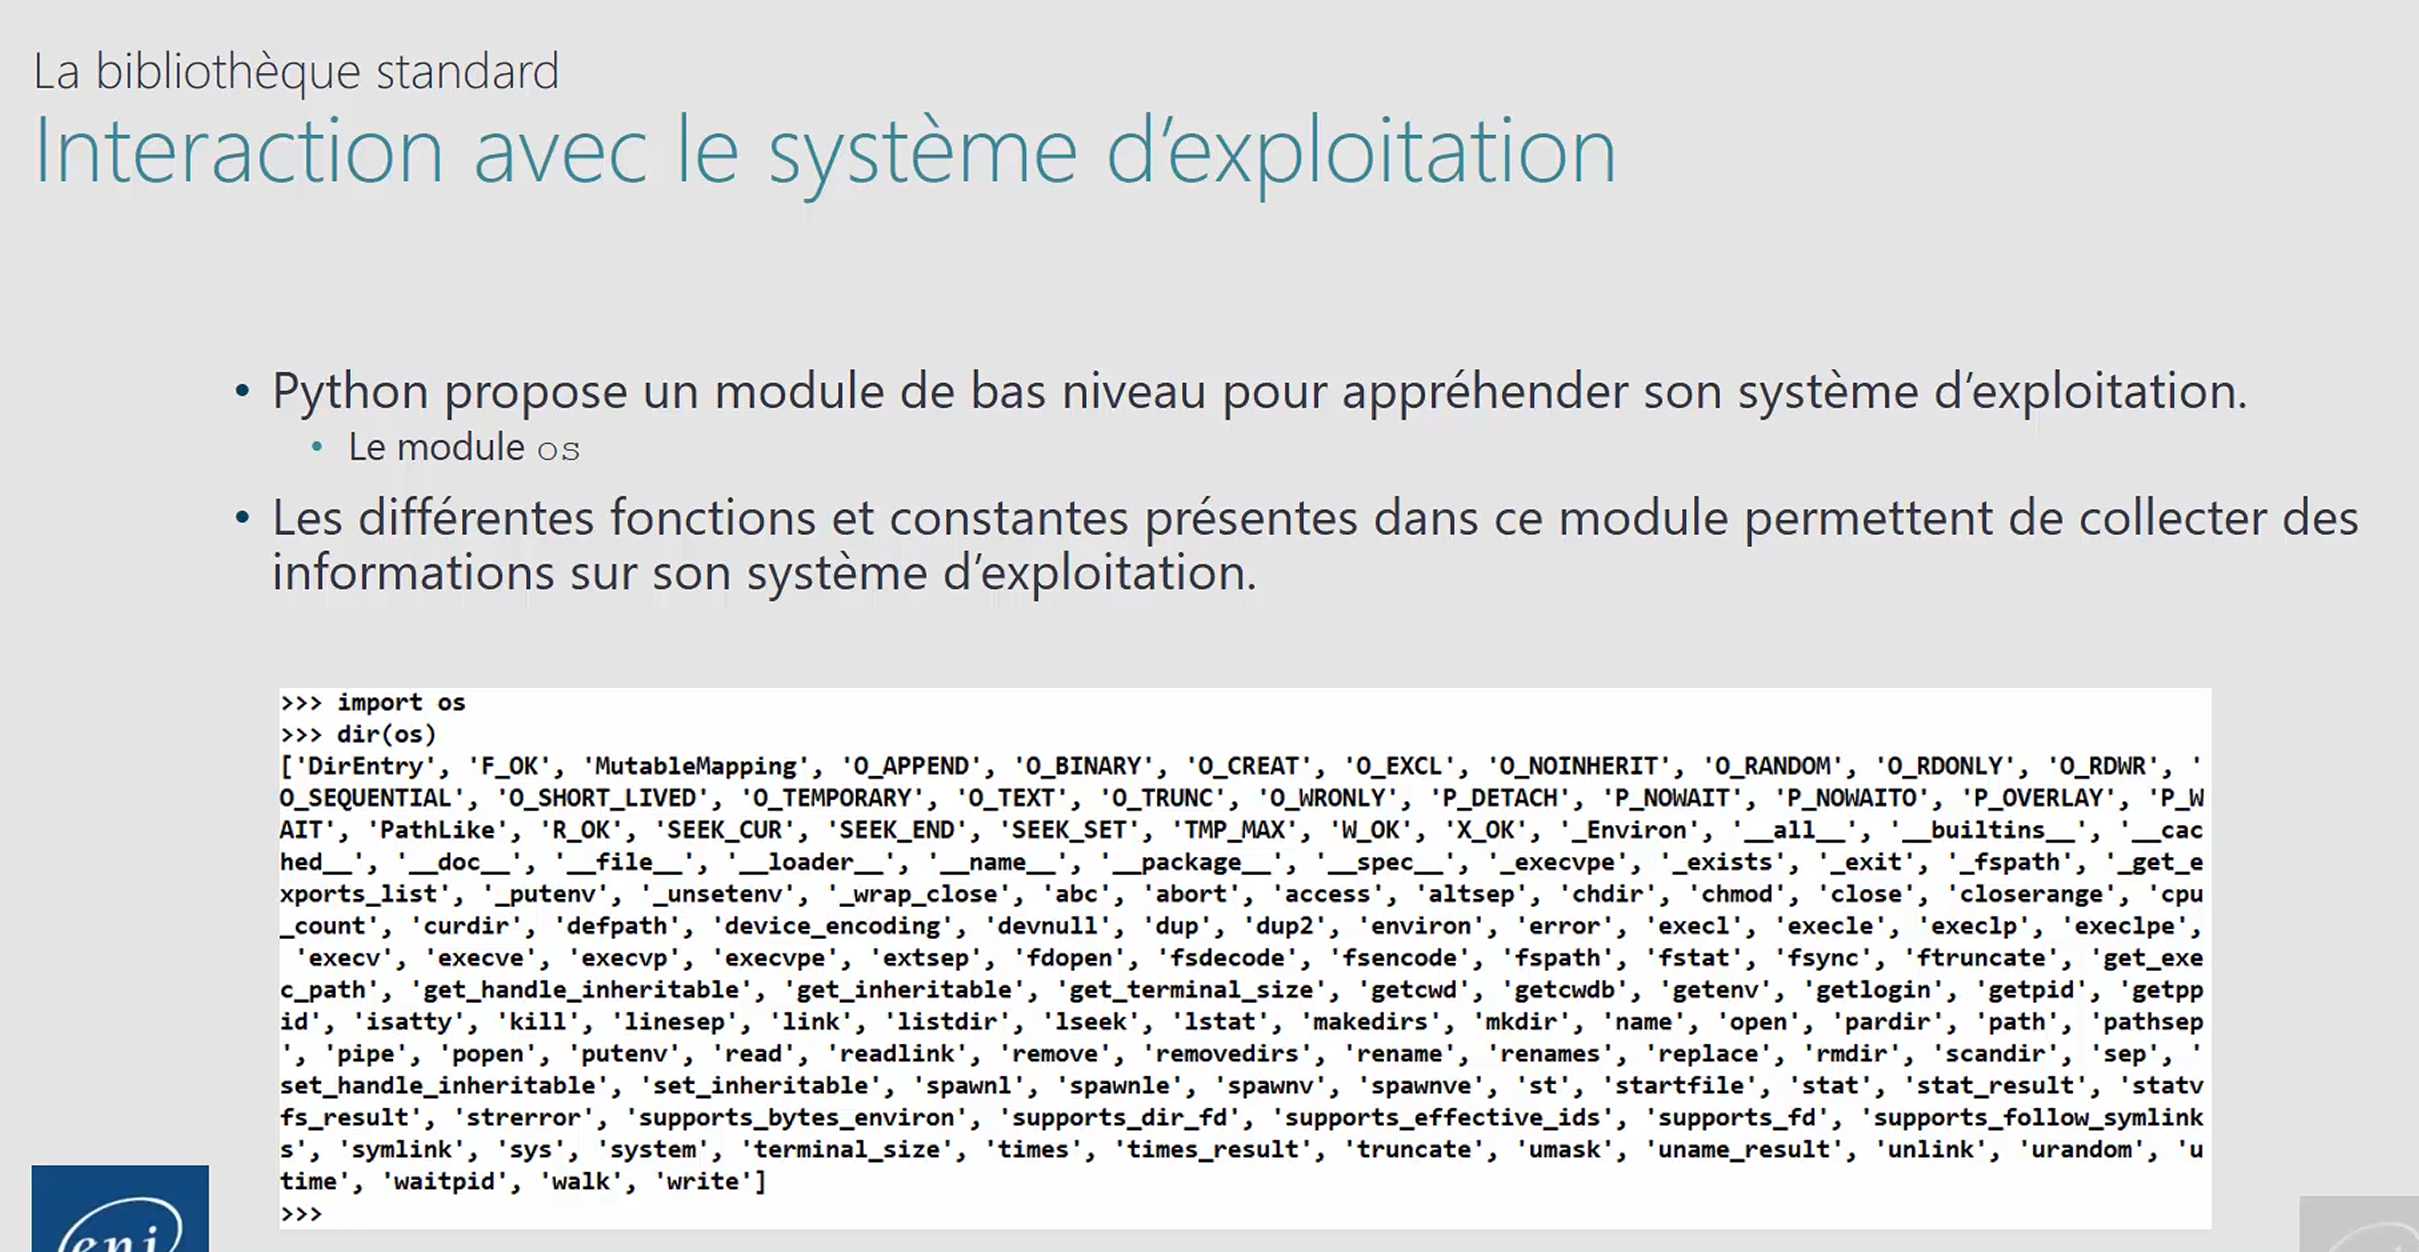 La bibliothèque standard
Interaction avec le système d’exploitation
• Python propose un module de bas niveau pour appréhender son système d’exploitation.
• Le module os
• Les différentes fonctions et constantes présentes dans ce module permettent de collecter des
informations sur son système d’exploitation.
>>> import os
>>> dir(os)
['DirEntry', 'F_OK', 'MutableMapping', 'O_APPEND', 'O_BINARY', 'O_CREAT', 'O_EXCL', 'O_NOINHERIT', 'O_RANDOM', 'O_RDONLY', 'O_RDWR', '
O_SEQUENTIAL', 'O_SHORT_LIVED', 'O_TEMPORARY', 'O_TEXT', 'O_TRUNC', 'O_WRONLY', 'P_DETACH', 'P_NOWAIT', 'P_NOWAITO', 'P_OVERLAY', 'P_W
AIT', 'PathLike', 'R_OK', 'SEEK_CUR', 'SEEK_END', 'SEEK_SET', 'TMP_MAX', 'W_OK', 'X_OK', '_Environ', '__all__', '__builtins__', '__cac
hed__', '__doc__', '__file__', '__loader__', '__name__', '__package__', '__spec__', '_execvpe', '_exists', '_exit', '_fspath', '_get_e
xports_list', '_putenv', '_unsetenv', '_wrap_close', 'abc', 'abort', 'access', 'altsep', 'chdir', 'chmod', 'close', 'closerange', 'cpu
_count', 'curdir', 'defpath', 'device_encoding', 'devnull', 'dup', 'dup2', 'environ', 'error', 'execl', 'execle', 'execlp', 'execlpe',
 'execv', 'execve', 'execvp', 'execvpe', 'extsep', 'fdopen', 'fsdecode', 'fsencode', 'fspath', 'fstat', 'fsync', 'ftruncate', 'get_exe
c_path', 'get_handle_inheritable', 'get_inheritable', 'get_terminal_size', 'getcwd', 'getcwdb', 'getenv', 'getlogin', 'getpid', 'getpp
id', 'isatty', 'kill', 'linesep', 'link', 'listdir', 'lseek', 'lstat', 'makedirs', 'mkdir', 'name', 'open', 'pardir', 'path', 'pathsep
', 'pipe', 'popen', 'putenv', 'read', 'readlink', 'remove', 'removedirs', 'rename', 'renames', 'replace', 'rmdir', 'scandir', 'sep', '
set_handle_inheritable', 'set_inheritable', 'spawnl', 'spawnle', 'spawnv', 'spawnve', 'st', 'startfile', 'stat', 'stat_result', 'statv
fs_result', 'strerror', 'supports_bytes_environ', 'supports_dir_fd', 'supports_effective_ids', 'supports_fd', 'supports_follow_symlink
s', 'symlink', 'sys', 'system', 'terminal_size', 'times', 'times_result', 'truncate', 'umask', 'uname_result', 'unlink', 'urandom', 'u
time', 'waitpid', 'walk', 'write']
>>>
eni